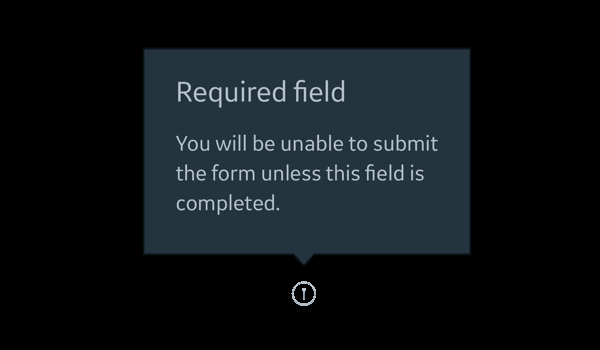 Required field
You will be unable to submit
the form unless this field is
completed.